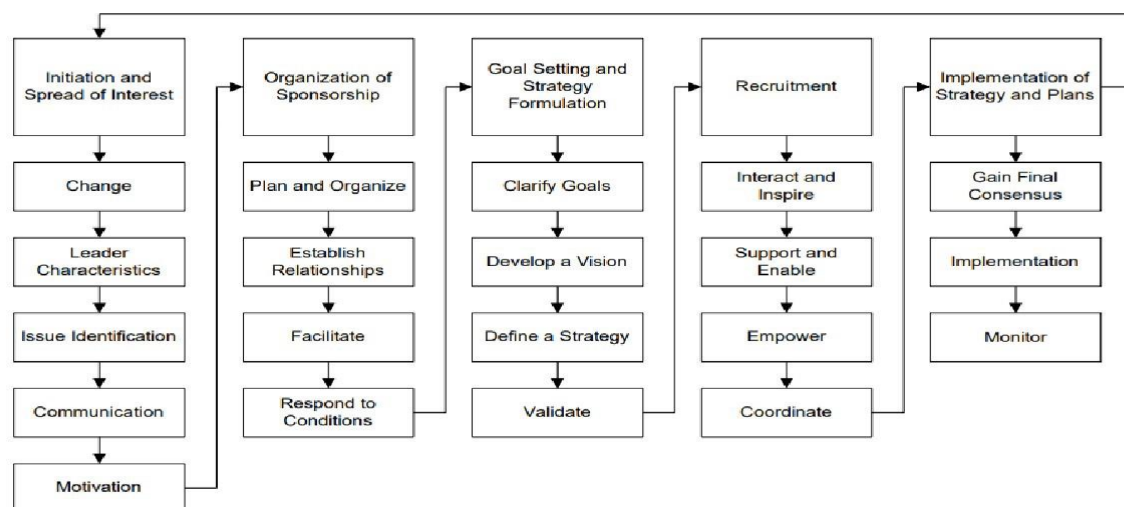 Initiation and
Spread of Interest
Change
Leader
Characteristics
Issue Identification
Communication
Motivation
Organization of
Sponsorship
Plan and Organize
Establish
Relationships
Facilitate
Respond to
Conditions
Goal Setting and
Strategy
Formulation
Clarify Goals
Develop a Vision
Define a Strategy
Validate
Recruitment
Interact and
Inspire
Support and
Enable
Empower
Coordinate
Implementation of
Strategy and Plans
Gain Final
Consensus
Implementation
Monitor